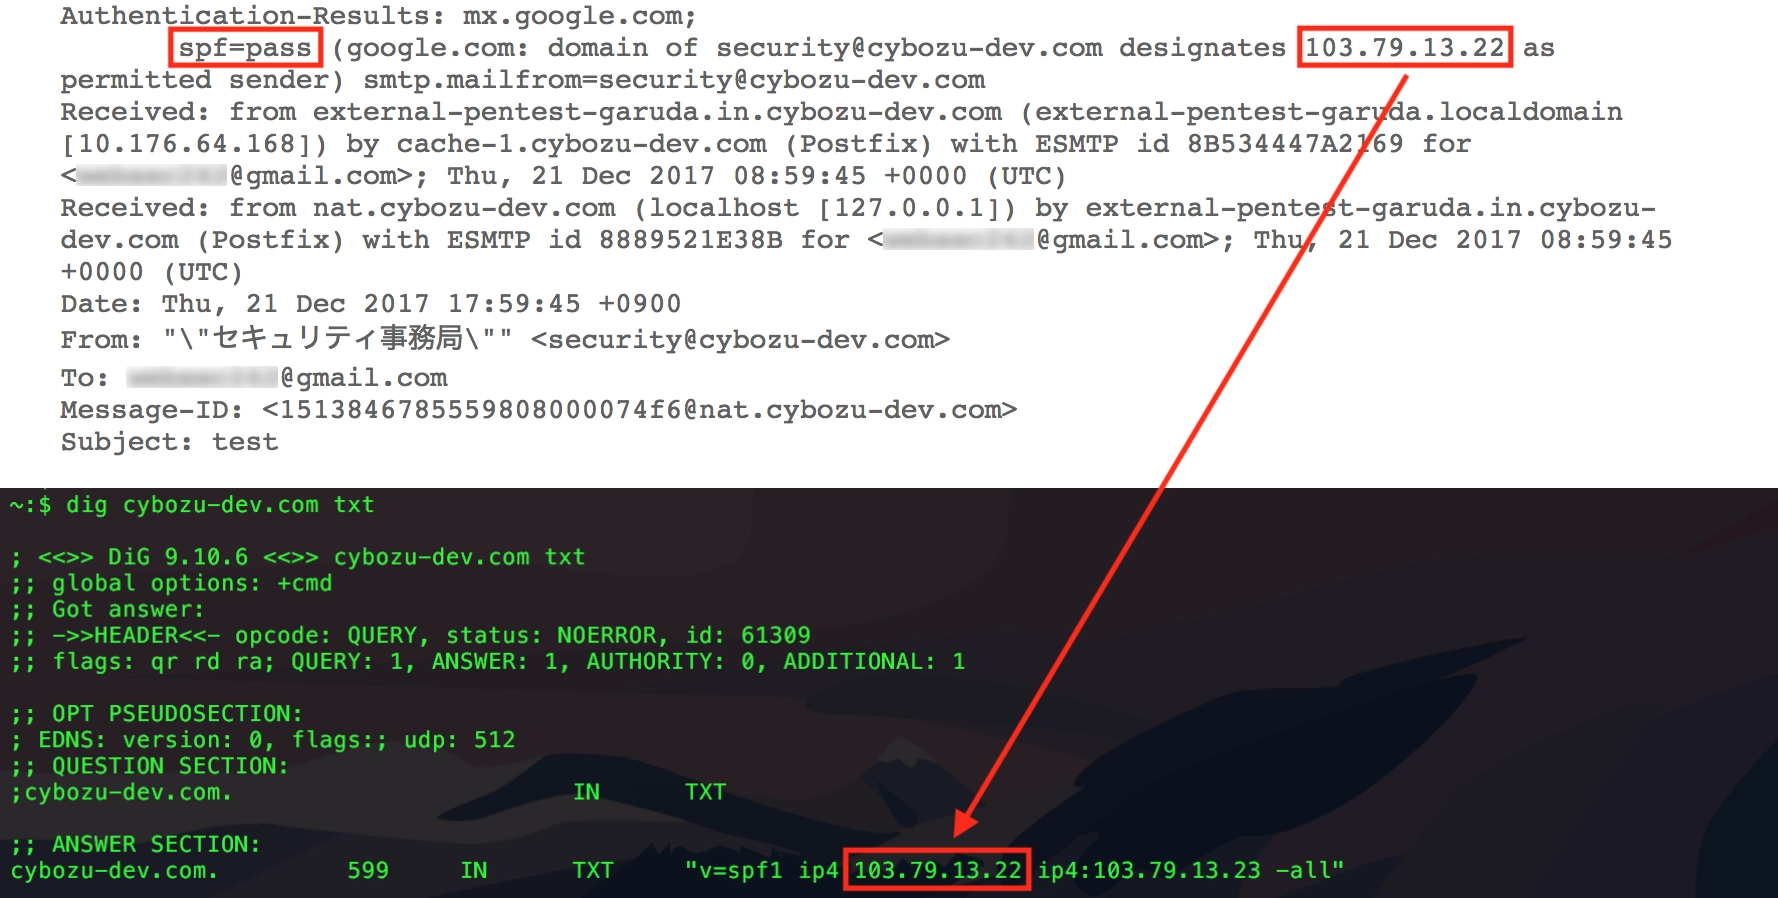 Authentication-Results: mx.google.com;
spf=pass (google.com: domain of security@cybozu-dev.com designates 103.79.13.22 as
permitted sender) smtp.mailfrom=security@cybozu-dev.com
Received: from external-pentest-garuda.in.cybozu-dev.com (external-pentest-garuda.localdomain
[10.176.64.168]) by cache-1.cybozu-dev.com (Postfix) with ESMTP id 8B534447A2169 for
<@gmail.com>; Thu, 21 Dec 2017 08:59:45 +0000 (UTC)
Received: from nat.cybozu-dev.com (localhost [127.0.0.1]) by external-pentest-garuda.in.cybozu-
dev.com (Postfix) with ESMTP id 8889521E38B for <@gmail.com>; Thu, 21 Dec 2017 08:59:45
+0000 (UTC)
Date: Thu, 21 Dec 2017 17:59:45 +0900
From: "\"セキュリティ事務局\"" <security@cybozu-dev.com>
To: @gmail.com
Message-ID: <1513846785559808000074f6@nat.cybozu-dev.com>
Subject: test
~:$ dig cybozu-dev.com txt
; <<>> DiG 9.10.6 <<>> cybozu-dev.com txt
;; global options: +cmd
;; Got answer:
;; ->>HEADER<<- opcode: QUERY, status: NOERROR, id: 61309
;; flags: qr rd ra; QUERY: 1, ANSWER: 1, AUTHORITY: 0, ADDITIONAL: 1
;; OPT PSEUDOSECTION:
; EDNS: version: 0, flags:; udp: 512
;; QUESTION SECTION:
;cybozu-dev.com. IN TXT
;; ANSWER SECTION:
cybozu-dev.com. 599 IN TXT "v=spf1 ip4 103.79.13.22 ip4:103.79.13.23 -all"